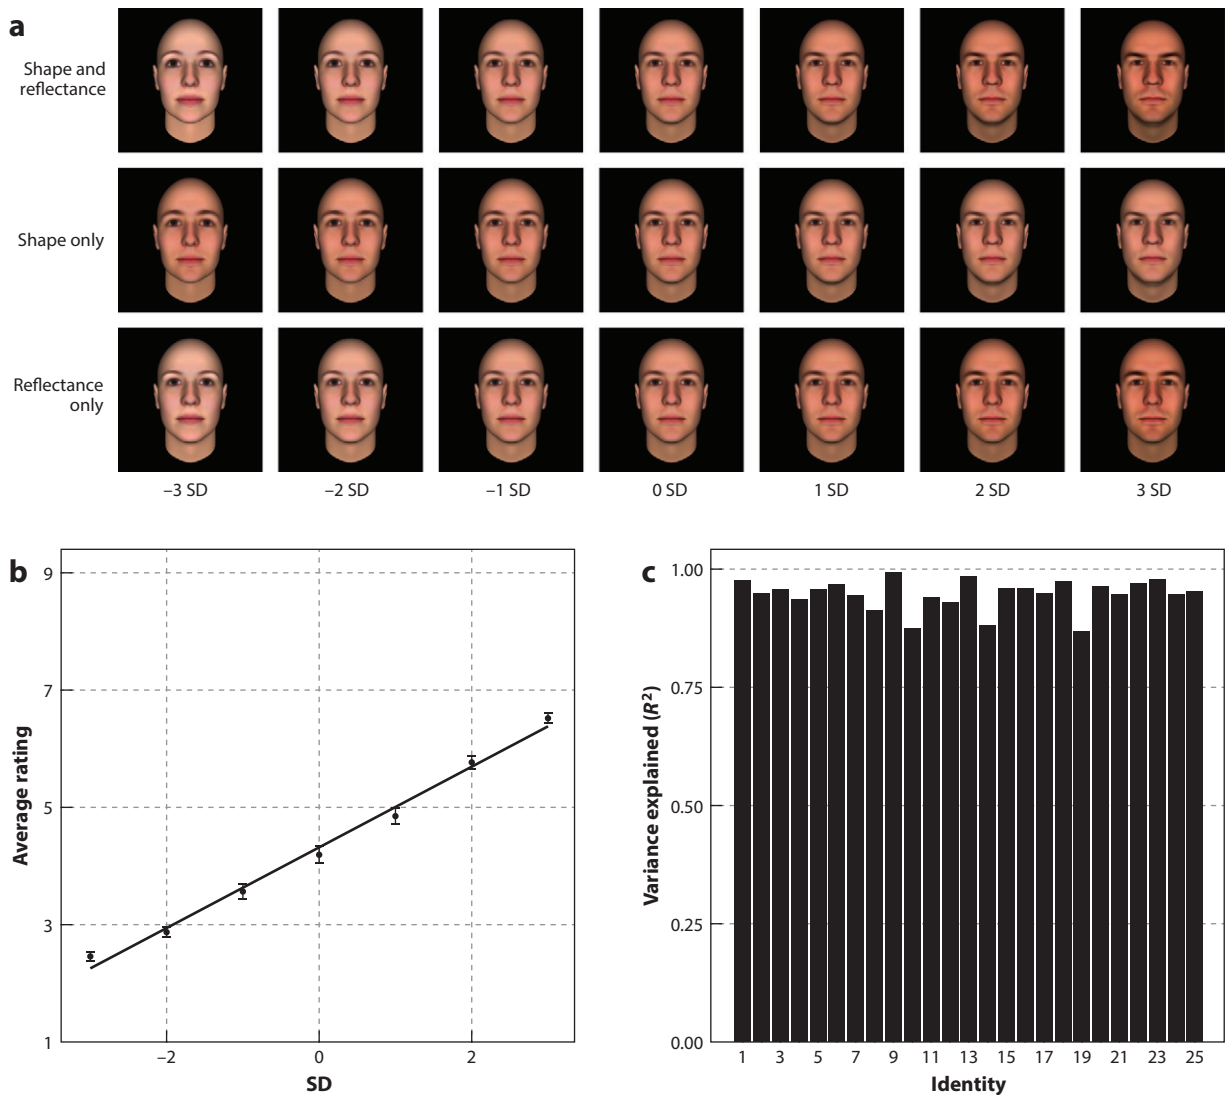 a
Shape and
reflectance
Shape only
Reflectance
only
–3 SD –2 SD –1 SD 0 SD 1 SD 2 SD 3 SD
b
9
7
5
3
1
Average rating
–2 0 2
SD
c
1.00
0.75
0.50
0.25
0.00
Variance explained (R²)
1 3 5 7 9 11 13 15 17 19 21 23 25
Identity